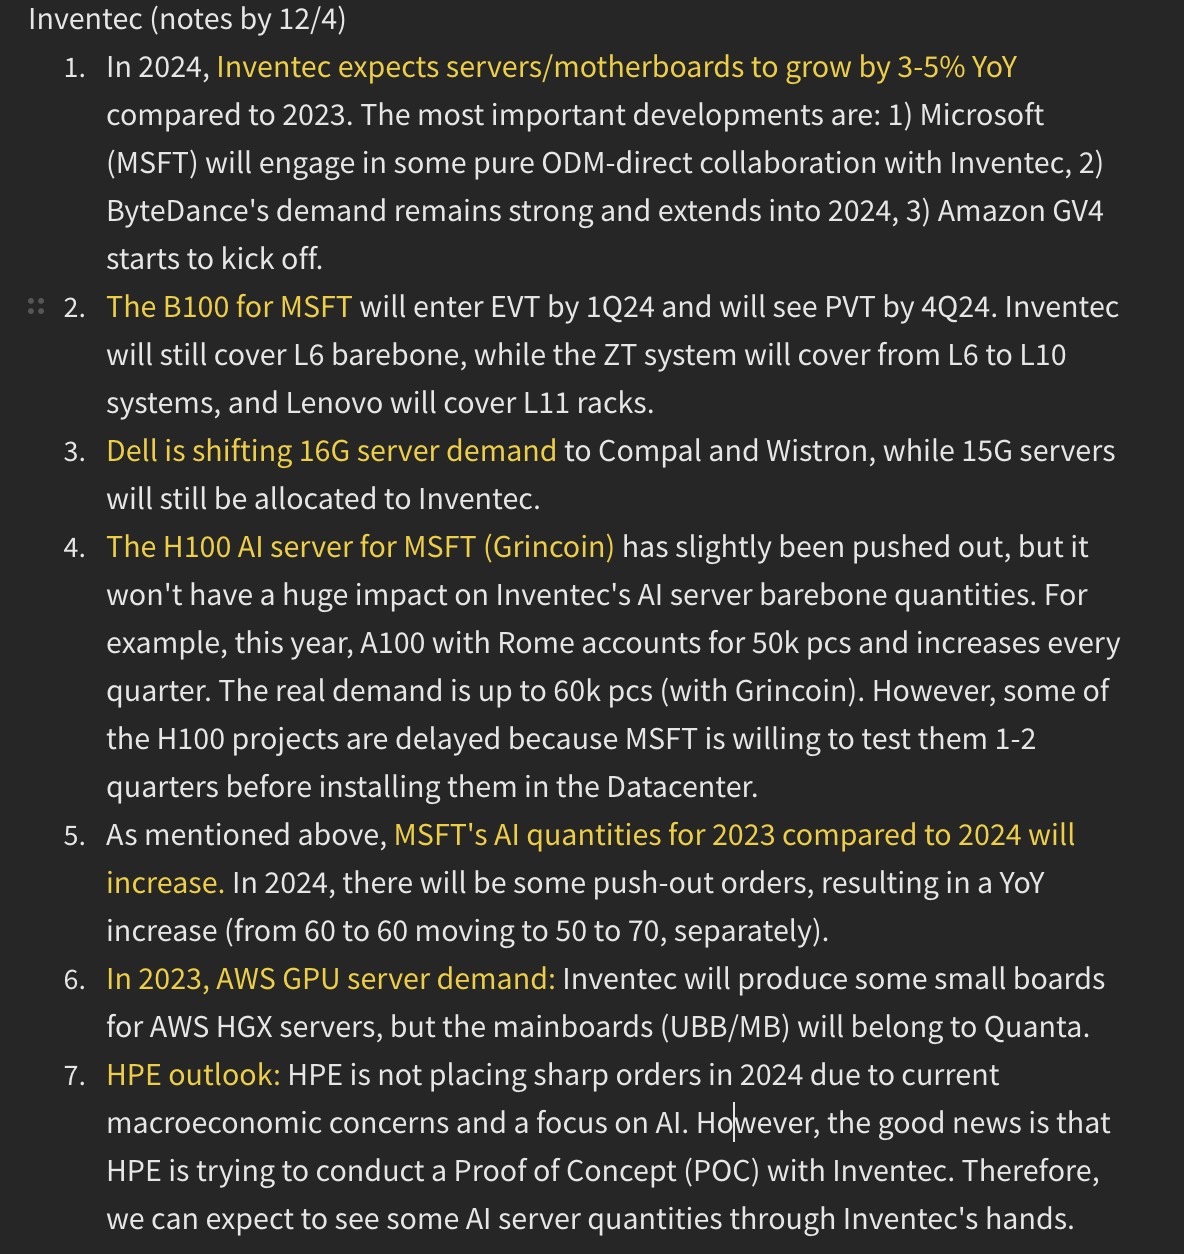 Inventec (notes by 12/4)
1. In 2024, Inventec expects servers/motherboards to grow by 3-5% YoY
compared to 2023. The most important developments are: 1) Microsoft
(MSFT) will engage in some pure ODM-direct collaboration with Inventec, 2)
ByteDance's demand remains strong and extends into 2024, 3) Amazon GV4
starts to kick off.
2. The B100 for MSFT will enter EVT by 1Q24 and will see PVT by 4Q24. Inventec
will still cover L6 barebone, while the ZT system will cover from L6 to L10
systems, and Lenovo will cover L11 racks.
3. Dell is shifting 16G server demand to Compal and Wistron, while 15G servers
will still be allocated to Inventec.
4. The H100 AI server for MSFT (Grincoin) has slightly been pushed out, but it
won't have a huge impact on Inventec's AI server barebone quantities. For
example, this year, A100 with Rome accounts for 50k pcs and increases every
quarter. The real demand is up to 60k pcs (with Grincoin). However, some of
the H100 projects are delayed because MSFT is willing to test them 1-2
quarters before installing them in the Datacenter.
5. As mentioned above, MSFT's AI quantities for 2023 compared to 2024 will
increase. In 2024, there will be some push-out orders, resulting in a YoY
increase (from 60 to 60 moving to 50 to 70, separately).
6. In 2023, AWS GPU server demand: Inventec will produce some small boards
for AWS HGX servers, but the mainboards (UBB/MB) will belong to Quanta.
7. HPE outlook: HPE is not placing sharp orders in 2024 due to current
macroeconomic concerns and a focus on AI. However, the good news is that
HPE is trying to conduct a Proof of Concept (POC) with Inventec. Therefore,
we can expect to see some AI server quantities through Inventec's hands.